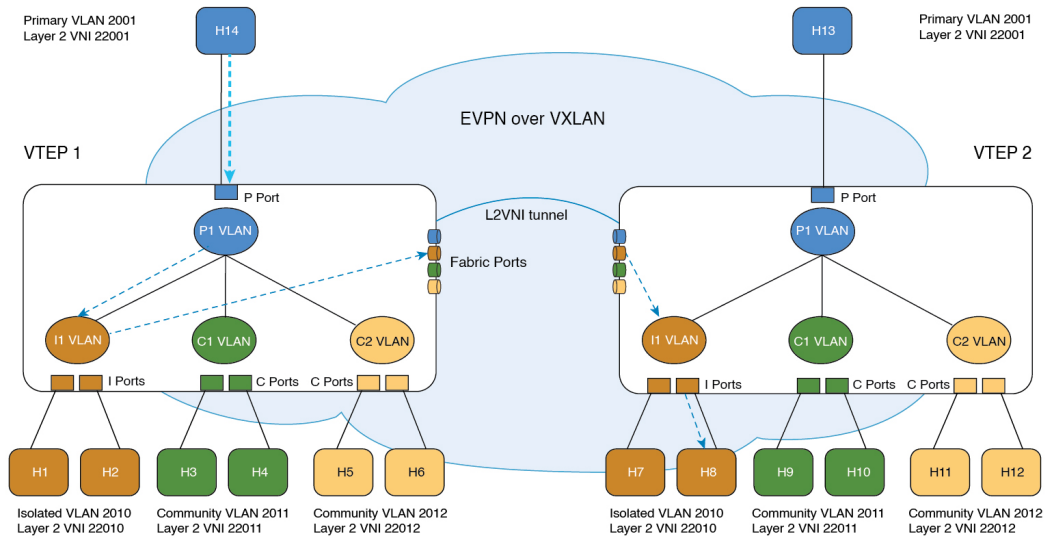 Primary VLAN 2001
Layer 2 VNI 22001
H14
H13
Primary VLAN 2001
Layer 2 VNI 22001
EVPN over VXLAN
VTEP 1
VTEP 2
P Port
P Port
P1 VLAN
L2VNI tunnel
P1 VLAN
Fabric Ports
I1 VLAN
C1 VLAN
C2 VLAN
I1 VLAN
C1 VLAN
C2 VLAN
I Ports
C Ports
C Ports
I Ports
C Ports
C Ports
H1
H2
H3
H4
H5
H6
H7
H8
H9
H10
H11
H12
Isolated VLAN 2010
Layer 2 VNI 22010
Community VLAN 2011
Layer 2 VNI 22011
Community VLAN 2012
Layer 2 VNI 22012
Isolated VLAN 2010
Layer 2 VNI 22010
Community VLAN 2011
Layer 2 VNI 22011
Community VLAN 2012
Layer 2 VNI 22012